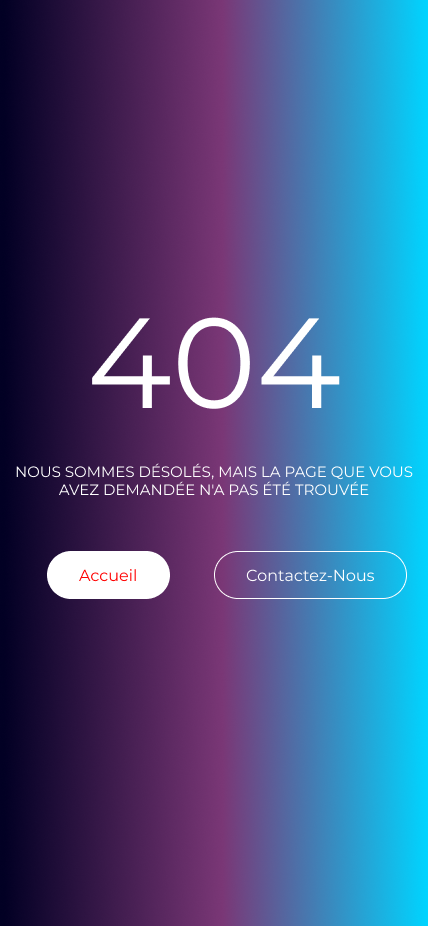 404
NOUS SOMMES DÉSOLÉS, MAIS LA PAGE QUE VOUS
AVEZ DEMANDÉE N'A PAS ÉTÉ TROUVÉE
Accueil
Contactez-Nous